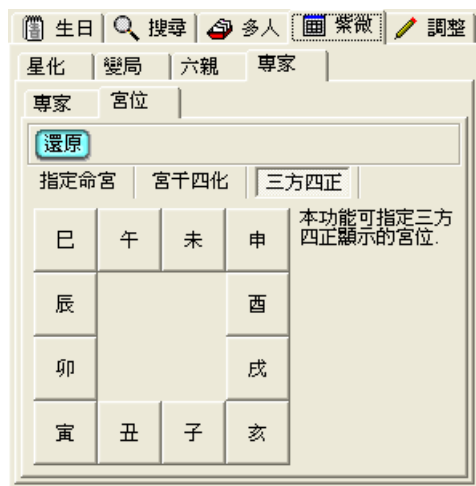 生日 搜尋 多人 紫微 調整
星化 變局 六親 專家
專家 宮位
還原
指定命宮 宮干四化 三方四正
巳 午 未 申
本功能可指定三方
四正顯示的宮位.
辰 酉
卯 戌
寅 丑 子 亥